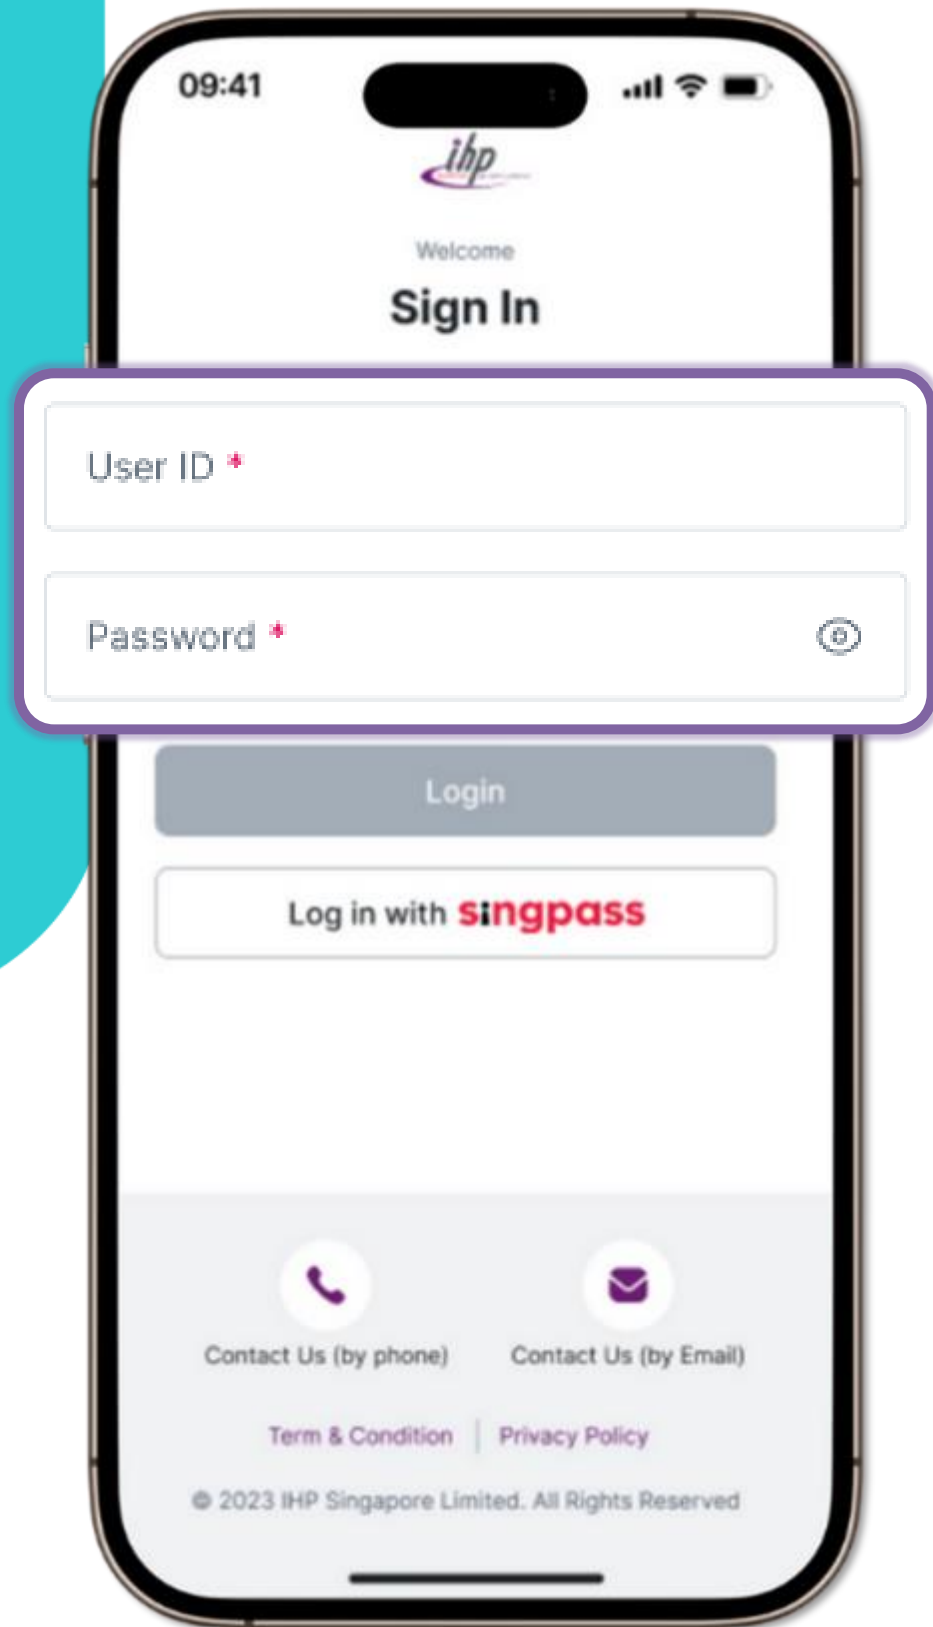 09:41
ihp
Welcome
Sign In
User ID *
Password *
Login
Log in with singpass
Contact Us (by phone)
Contact Us (by Email)
Term & Condition
Privacy Policy
© 2023 IHP Singapore Limited. All Rights Reserved